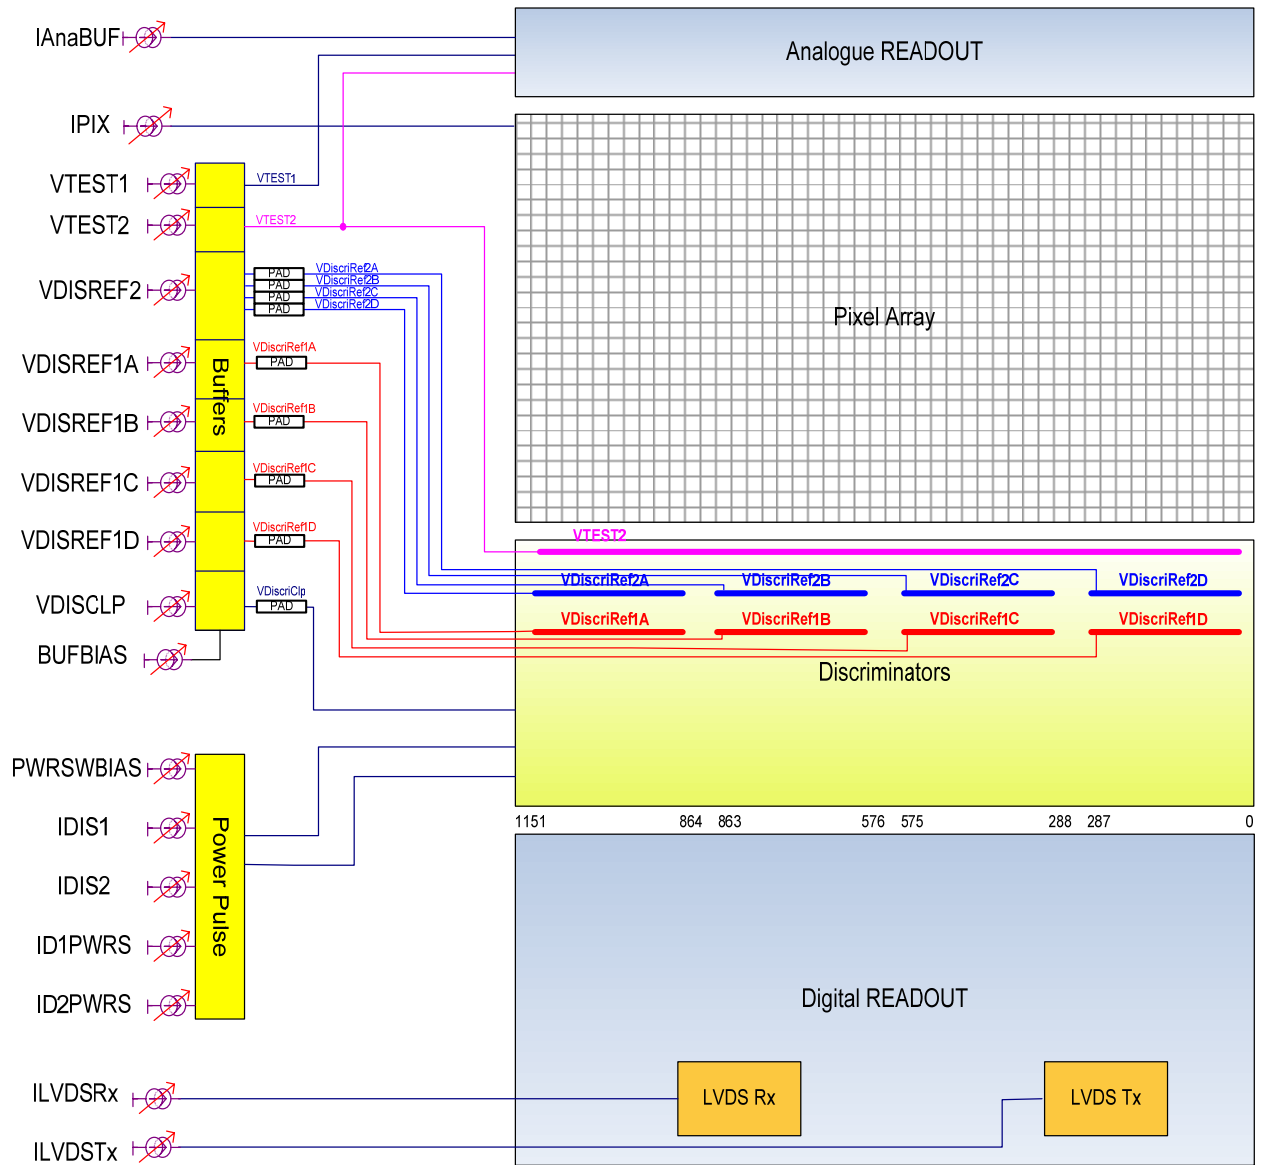 IAnaBUF
Analogue READOUT
IPIX
VTEST1
VTEST1
VTEST2
VTEST2
VDISREF2
PAD
VDiscriRef2A
PAD
VDiscriRef2B
PAD
VDiscriRef2C
PAD
VDiscriRef2D
Pixel Array
Buffers
VDISREF1A
VDiscriRef1A
PAD
VDISREF1B
VDiscriRef1B
PAD
VDISREF1C
VDiscriRef1C
PAD
VDISREF1D
VDiscriRef1D
PAD
VDISCLP
VDiscriClp
PAD
BUFBIAS
VTEST2
VDiscriRef2A VDiscriRef2B VDiscriRef2C VDiscriRef2D
VDiscriRef1A VDiscriRef1B VDiscriRef1C VDiscriRef1D
Discriminators
PWRSWBIAS
IDIS1
IDIS2
ID1PWRS
ID2PWRS
Power Pulse
1151 864 863 576 575 288 287 0
Digital READOUT
ILVDSRx
LVDS Rx
LVDS Tx
ILVDSTx